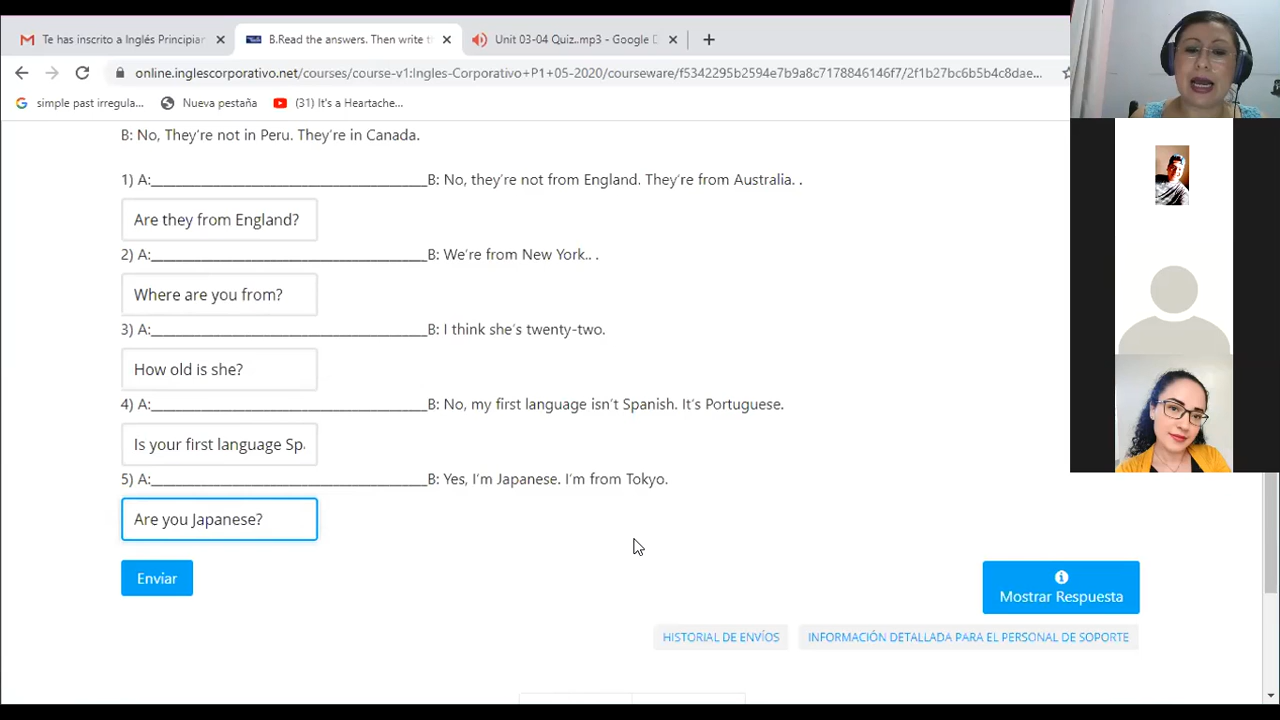 Te has inscrito a Inglés Principian
B.Read the answers. Then write t
Unit 03-04 Quiz..mp3 - Google D
online.inglescorporativo.net/courses/course-v1:Ingles-Corporativo+P1+05-2020/courseware/f5342295b2594e7b9a8c7178846146f7/2f1b27bc6b5b4c8dae...
simple past irregula...
Nueva pestaña
(31) It's a Heartache...
B: No, They're not in Peru. They're in Canada.
1) A:____________________________________B: No, they're not from England. They're from Australia. .
Are they from England?
2) A:____________________________________B: We're from New York.. .
Where are you from?
3) A:____________________________________B: I think she's twenty-two.
How old is she?
4) A:____________________________________B: No, my first language isn't Spanish. It's Portuguese.
Is your first language Sp
5) A:____________________________________B: Yes, I'm Japanese. I'm from Tokyo.
Are you Japanese?
Enviar
Mostrar Respuesta
HISTORIAL DE ENVÍOS
INFORMACIÓN DETALLADA PARA EL PERSONAL DE SOPORTE